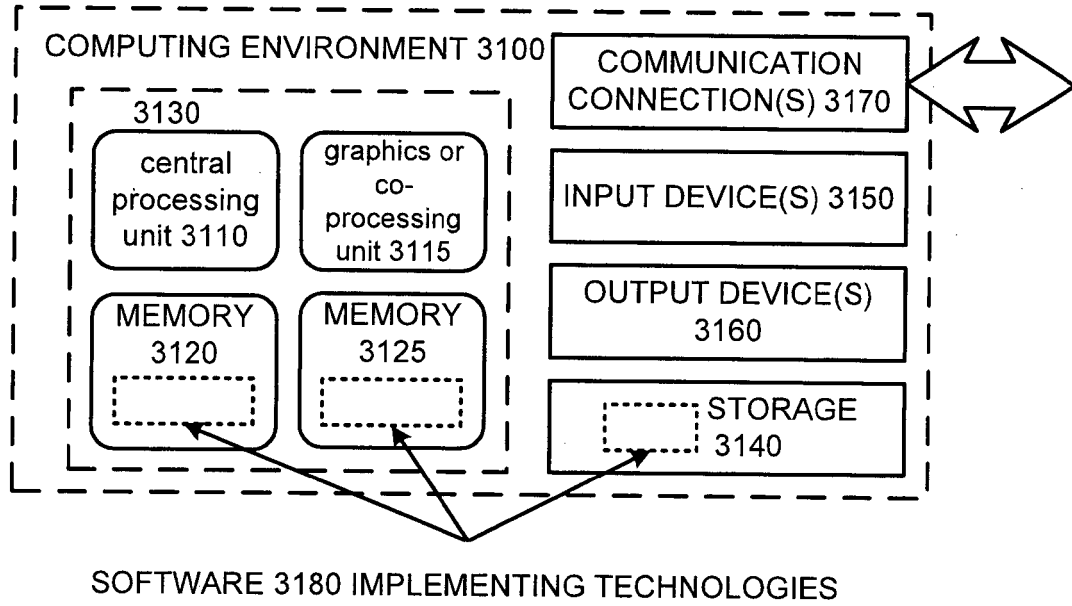 COMPUTING ENVIRONMENT 3100
COMMUNICATION
CONNECTION(S) 3170
3130
central
processing
unit 3110
graphics or
co-
processing
unit 3115
INPUT DEVICE(S) 3150
MEMORY
3120
MEMORY
3125
OUTPUT DEVICE(S)
3160
STORAGE
3140
SOFTWARE 3180 IMPLEMENTING TECHNOLOGIES